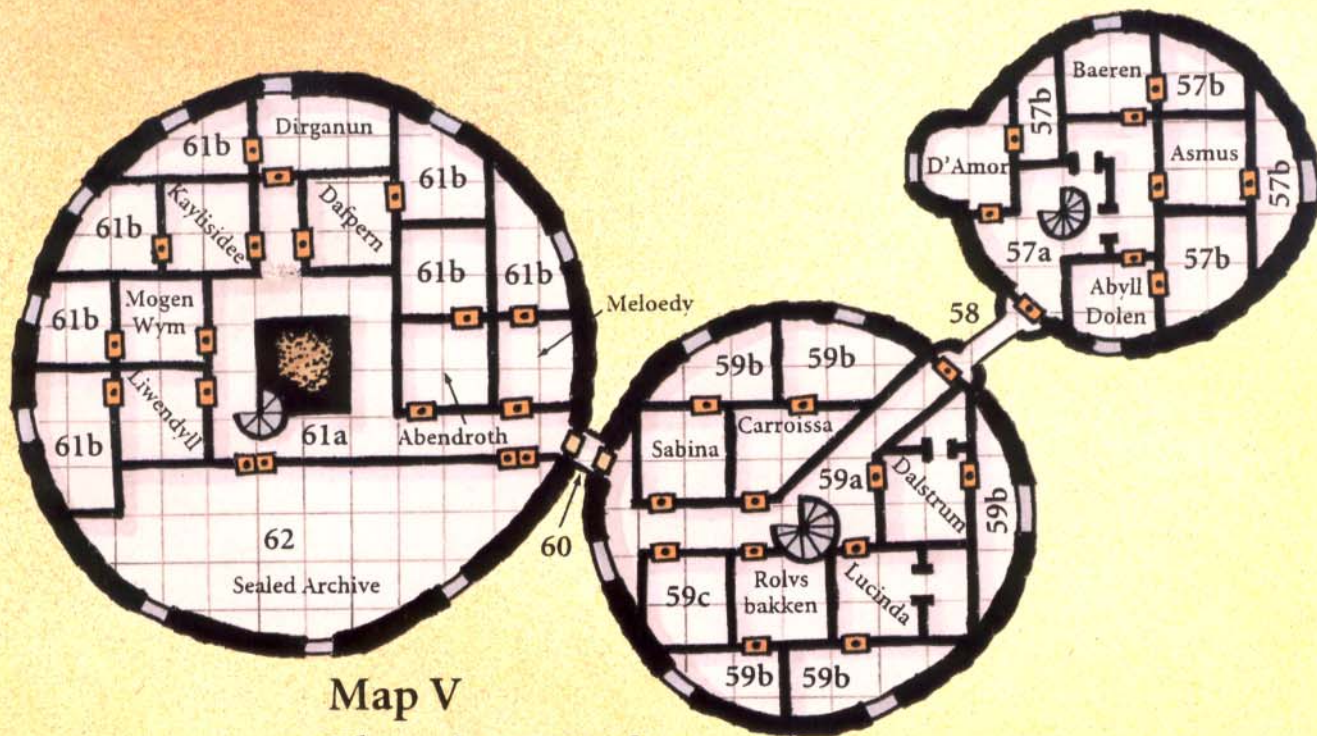 Baeren
57b
57b
D'Amor
Asmus
57b
57a
57b
Abyll
Dolen
58
Dirganun
61b
61b
Kaylisidee
Dafpern
61b
61b
61b
Mogen
Wym
61b
Meloedy
Liwendyll
61b
61a
Abendroth
62
Sealed Archive
60
59b
59b
Carroissa
Sabina
59a
Dalstrum
59b
59c
Rolvs
bakken
Lucinda
59b
59b
Map V